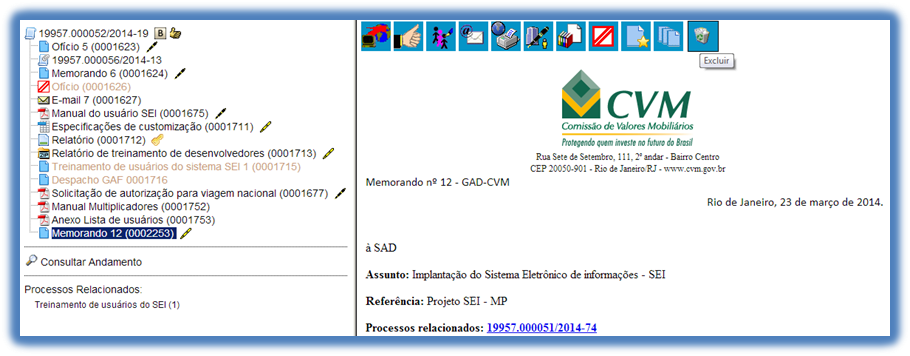 19957.000052/2014-19 B
Ofício 5 (0001623)
19957.000056/2014-13
Memorando 6 (0001624)
Ofício (0001626)
E-mail 7 (0001627)
Manual do usuário SEI (0001675)
Especificações de customização (0001711)
Relatório (0001712)
Relatório de treinamento de desenvolvedores (0001713)
Treinamento de usuários do sistema SEI 1 (0001715)
Despacho GAF 0001716
Solicitação de autorização para viagem nacional (0001677)
Manual Multiplicadores (0001752)
Anexo Lista de usuários (0001753)
Memorando 12 (0002253)
Consultar Andamento
Processos Relacionados:
Treinamento de usuários do SEI (1)
Excluir
CVM
Comissão de Valores Mobiliários
Protegendo quem investe no futuro do Brasil
Rua Sete de Setembro, 111, 2º andar - Bairro Centro
CEP 20050-901 - Rio de Janeiro/RJ - www.cvm.gov.br
Memorando nº 12 - GAD-CVM
Rio de Janeiro, 23 de março de 2014.
à SAD
Assunto: Implantação do Sistema Eletrônico de informações - SEI
Referência: Projeto SEI - MP
Processos relacionados: 19957.000051/2014-74